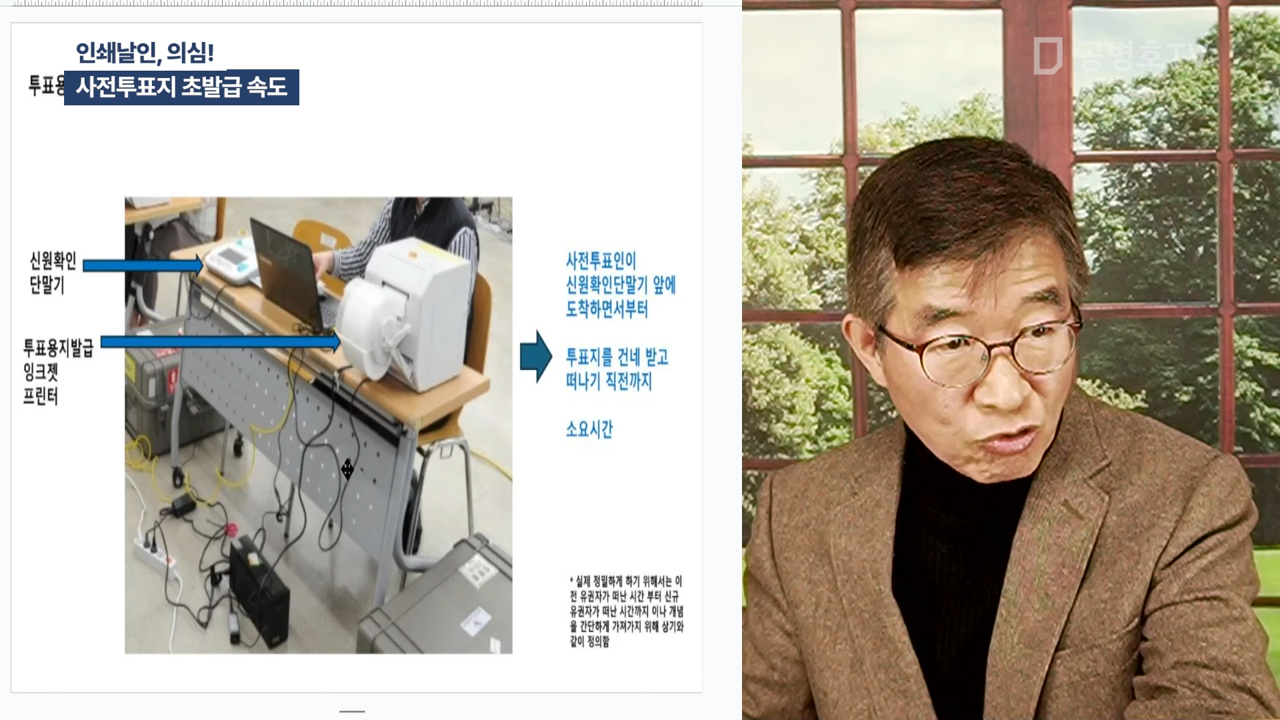 인쇄날인, 의심!
투표용
사전투표지 초발급 속도
공병호TV
신원확인
단말기
투표용지발급
잉크젯
프린터
사전투표인이
신원확인단말기 앞에
도착하면서부터
투표지를 건네 받고
떠나기 직전까지
소요시간
* 실제 정밀하게 하기 위해서는 이
전 유권자가 떠난 시간 부터 신규
유권자가 떠난 시간까지 이나 개념
을 간단하게 가져가기 위해 상기와
같이 정의함